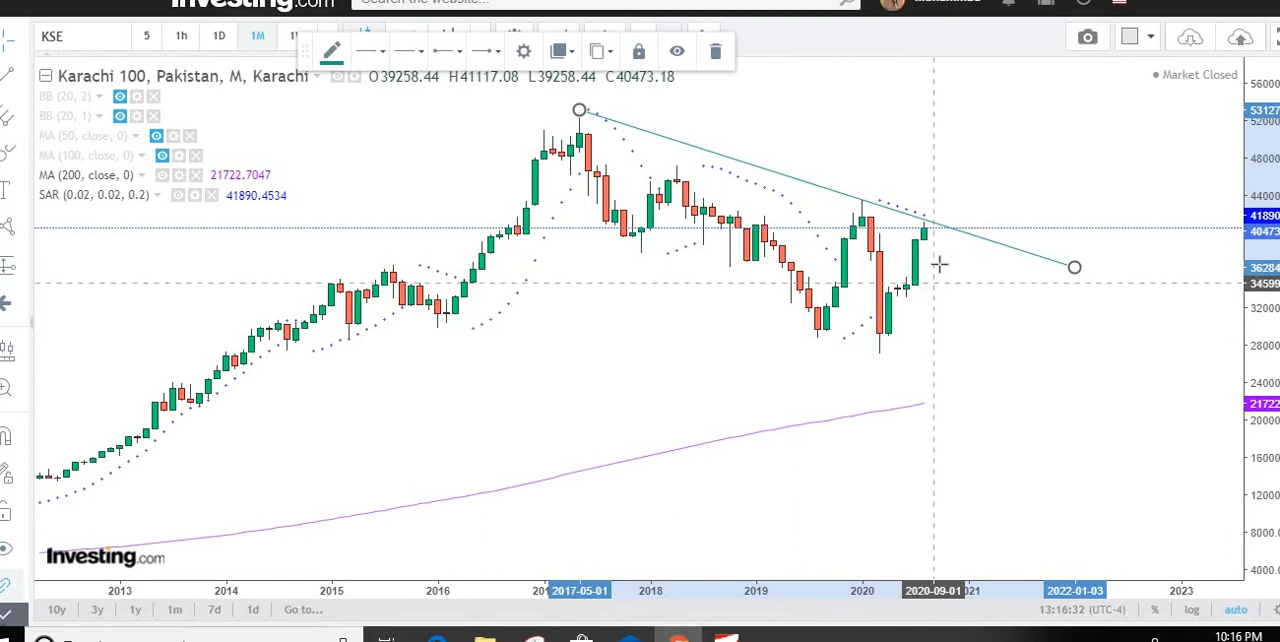 Investing.com
Search the website...
KSE
5
1h
1D
1M
Karachi 100, Pakistan, M, Karachi
O39258.44 H41117.08 L39258.44 C40473.18
Market Closed
BB (20, 2)
BB (20, 1)
MA (50, close, 0)
MA (100, close, 0)
MA (200, close, 0) 21722.7047
SAR (0.02, 0.02, 0.2) 41890.4534
56000
53127
52000
48000
44000
41890
40473
36284
34599
32000
28000
24000
21722
20000
16000
12000
8000.0
4000.0
Investing.com
2013
2014
2015
2016
2017-05-01
2018
2019
2020
2020-09-01
2022-01-03
2023
10y
3y
1y
1m
7d
1d
Go to...
13:16:32 (UTC-4)
%
log
auto
10:16 PM